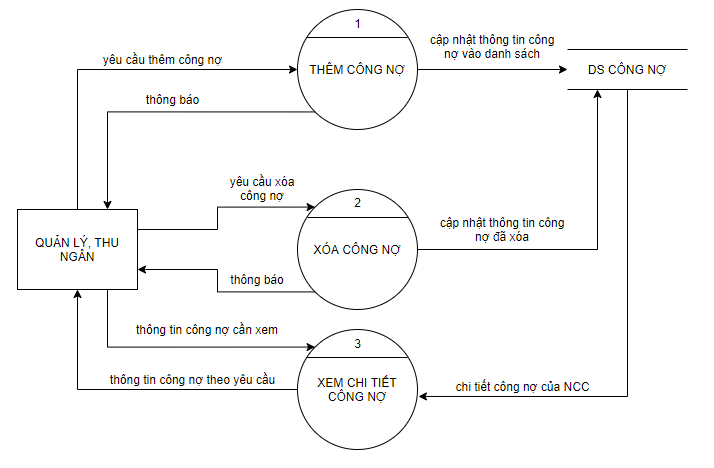 1
THÊM CÔNG NỢ
yêu cầu thêm công nợ
thông báo
cập nhật thông tin công
nợ vào danh sách
DS CÔNG NỢ
yêu cầu xóa
công nợ
2
XÓA CÔNG NỢ
thông báo
cập nhật thông tin công
nợ đã xóa
QUẢN LÝ, THU
NGÂN
thông tin công nợ cần xem
3
XEM CHI TIẾT
CÔNG NỢ
thông tin công nợ theo yêu cầu
chi tiết công nợ của NCC